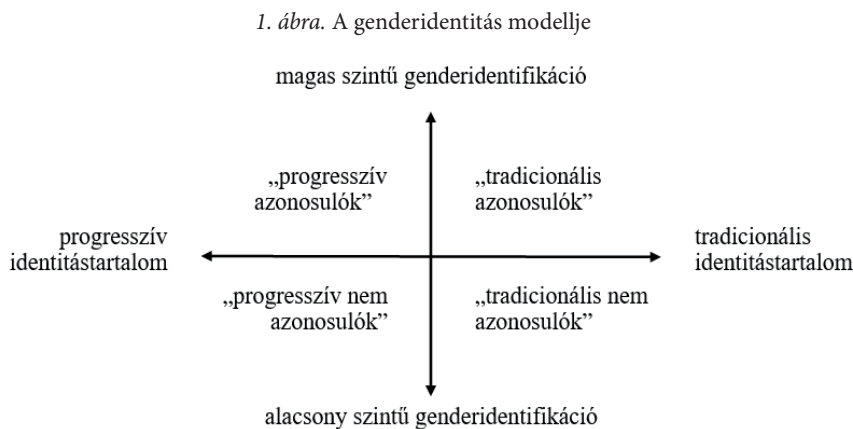 1. ábra. A genderidentitás modellje
magas szintű genderidentifikáció
„progresszív
azonosulók”
„tradicionális
azonosulók”
progresszív
identitástartalom
tradicionális
identitástartalom
„progresszív nem
azonosulók”
„tradicionális nem
azonosulók”
alacsony szintű genderidentifikáció